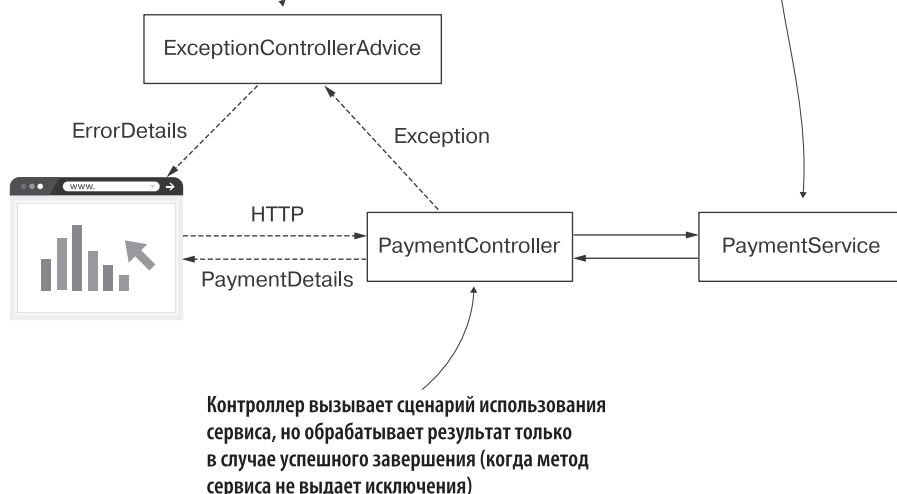 ExceptionControllerAdvice
ErrorDetails
Exception
www.
HTTP
PaymentController
PaymentService
PaymentDetails
Контроллер вызывает сценарий использования
сервиса, но обрабатывает результат только
в случае успешного завершения (когда метод
сервиса не выдает исключения)